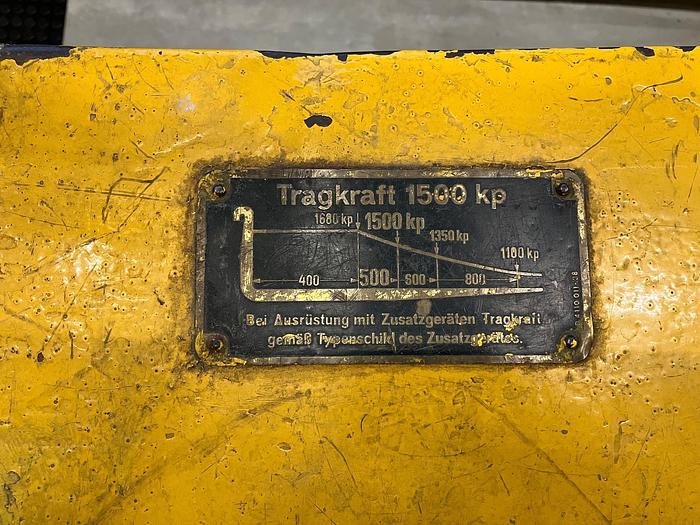 Tragkraft 1500 kp
1680 kp 1500 kp
1350 kp
1100 kp
400 500 600 800
Bei Ausrüstung mit Zusatzgeräten Tragkraft
gemäß Typenschild des Zusatzgerätes.